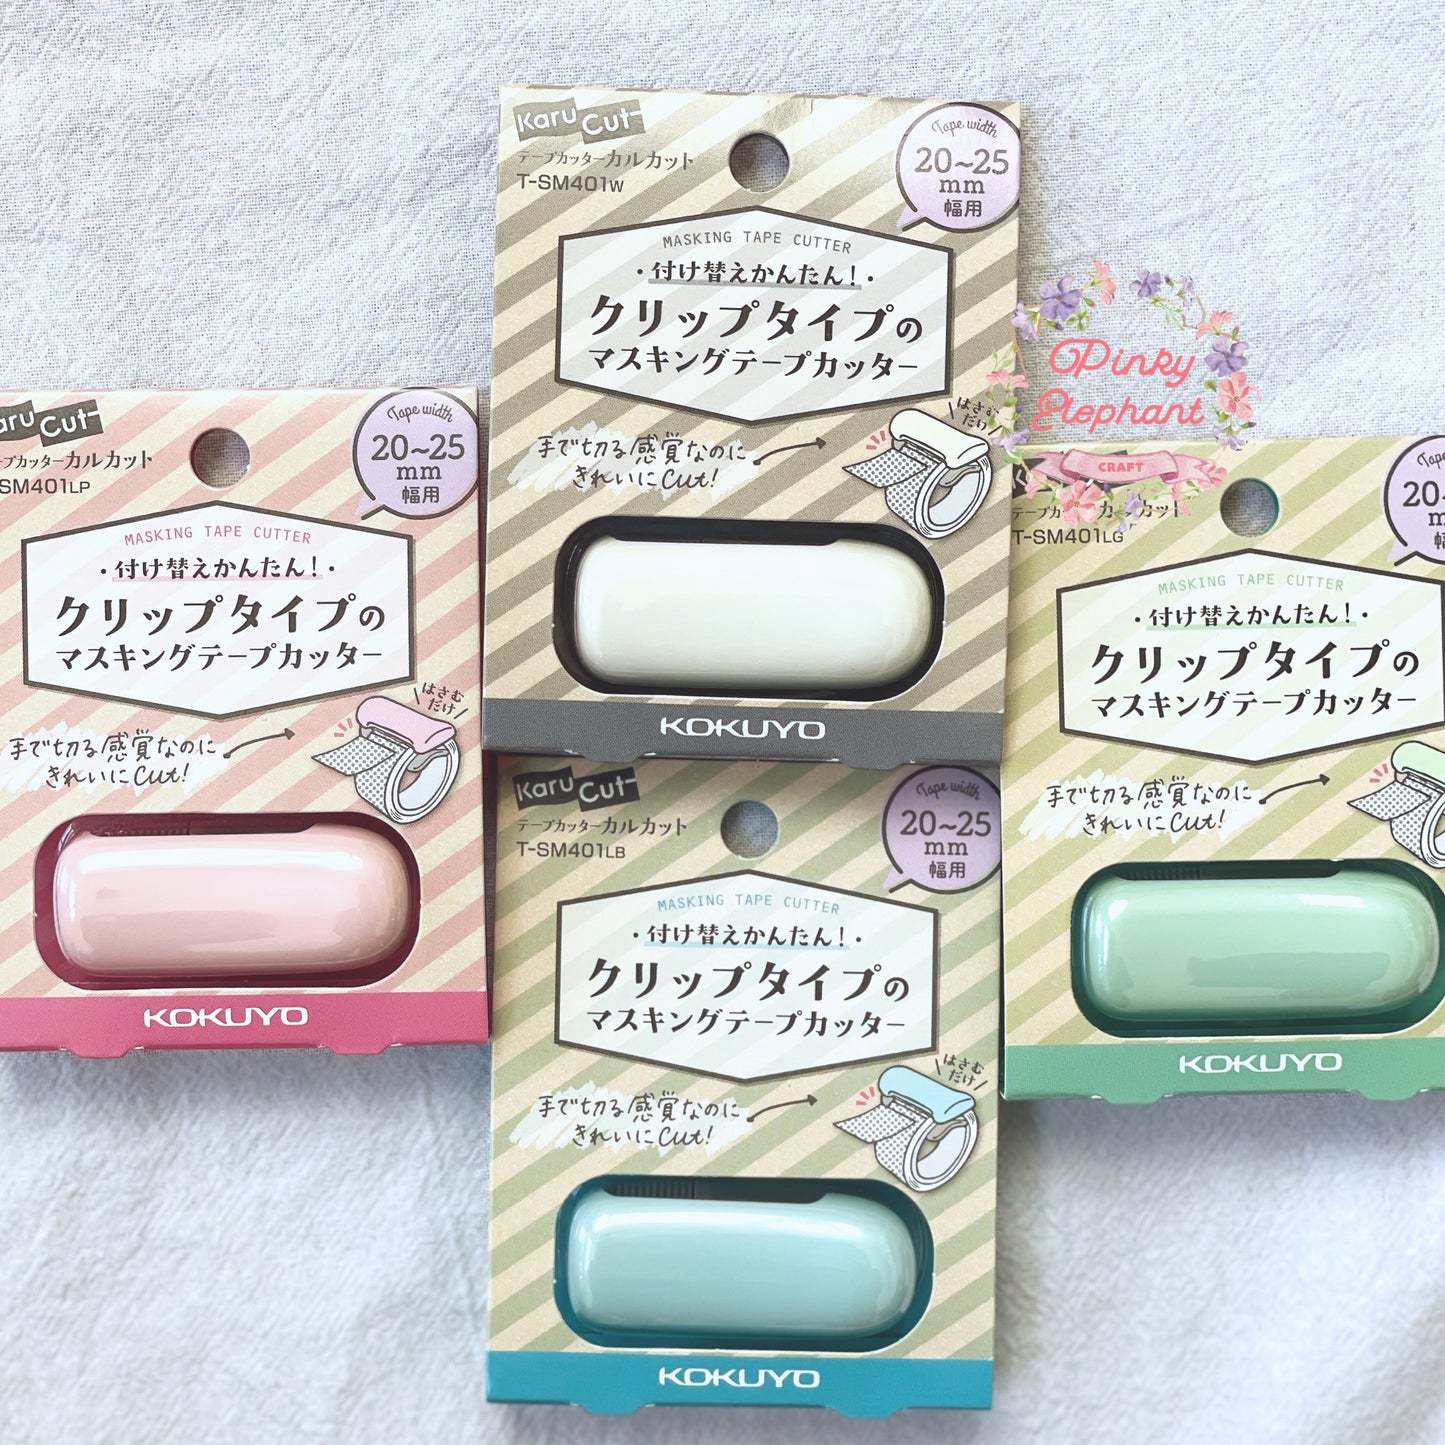 Karu Cut
テープカッターカルカット
T-SM401W
Tape width
20~25
mm
幅用
MASKING TAPE CUTTER
・付け替えかんたん!・
クリップタイプの
マスキングテープカッター
はさむ
だけ
手で切る感覚なのに
きれいにCut!
KOKUYO
Pinky
Elephant
CRAFT
aru Cut
ープカッターカルカット
SM401LP
Tape width
20~25
mm
幅用
MASKING TAPE CUTTER
・付け替えかんたん!・
クリップタイプの
マスキングテープカッター
はさむ
だけ
手で切る感覚なのに
きれいにCut!
KOKUYO
テープカ カット
T-SM401LG
Tape
20
m
MASKING TAPE CUTTER
・付け替えかんたん!・
クリップタイプの
マスキングテープカッター
手で切る感覚なのに
きれいにCut!
KOKUYO
Karu Cut
テープカッターカルカット
T-SM401LB
Tape width
20~25
mm
幅用
MASKING TAPE CUTTER
・付け替えかんたん!・
クリップタイプの
マスキングテープカッター
はさむ
だけ
手で切る感覚なのに
きれいにCut!
KOKUYO